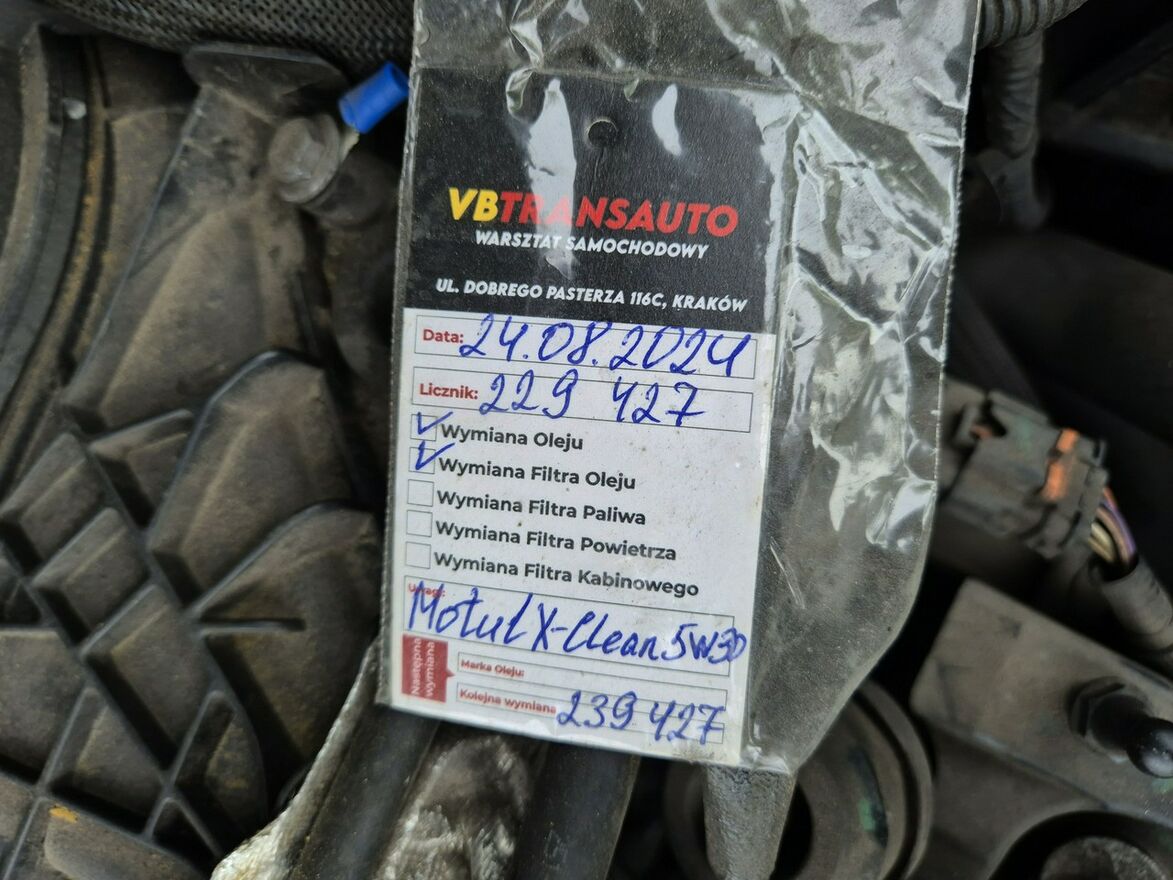 VBTRANSAUTO
WARSZTAT SAMOCHODOWY
UL. DOBREGO PASTERZA 116C, KRAKÓW
Data: 24.08.2024
Licznik: 229 427
Wymiana Oleju
Wymiana Filtra Oleju
Wymiana Filtra Paliwa
Wymiana Filtra Powietrza
Wymiana Filtra Kabinowego
Uwagi:
Motul X-Clean 5W30
Następna wymiana
Marka Oleju:
Kolejna wymiana 239 427